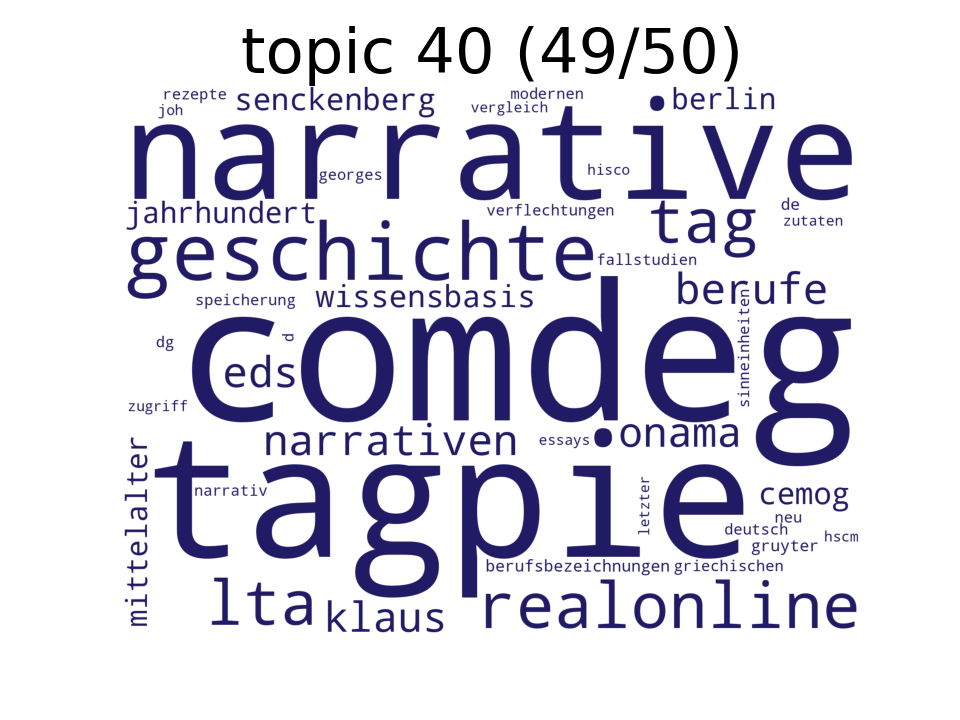 topic 40 (49/50)
rezepte
modernen
joh
senckenberg
vergleich
berlin
narrative
georges
hisco
jahrhundert
verflechtungen
tag
de
zutaten
geschichte
fallstudien
berufe
speicherung
wissensbasis
sinneinheiten
comdeg
dg
d
eds
zugriff
narrativen
essays
onama
mittelalter
tagpie
narrativ
letzter
cemog
neu
deutsch
hscm
gruyter
berufsbezeichnungen
griechischen
lta
klaus
realonline